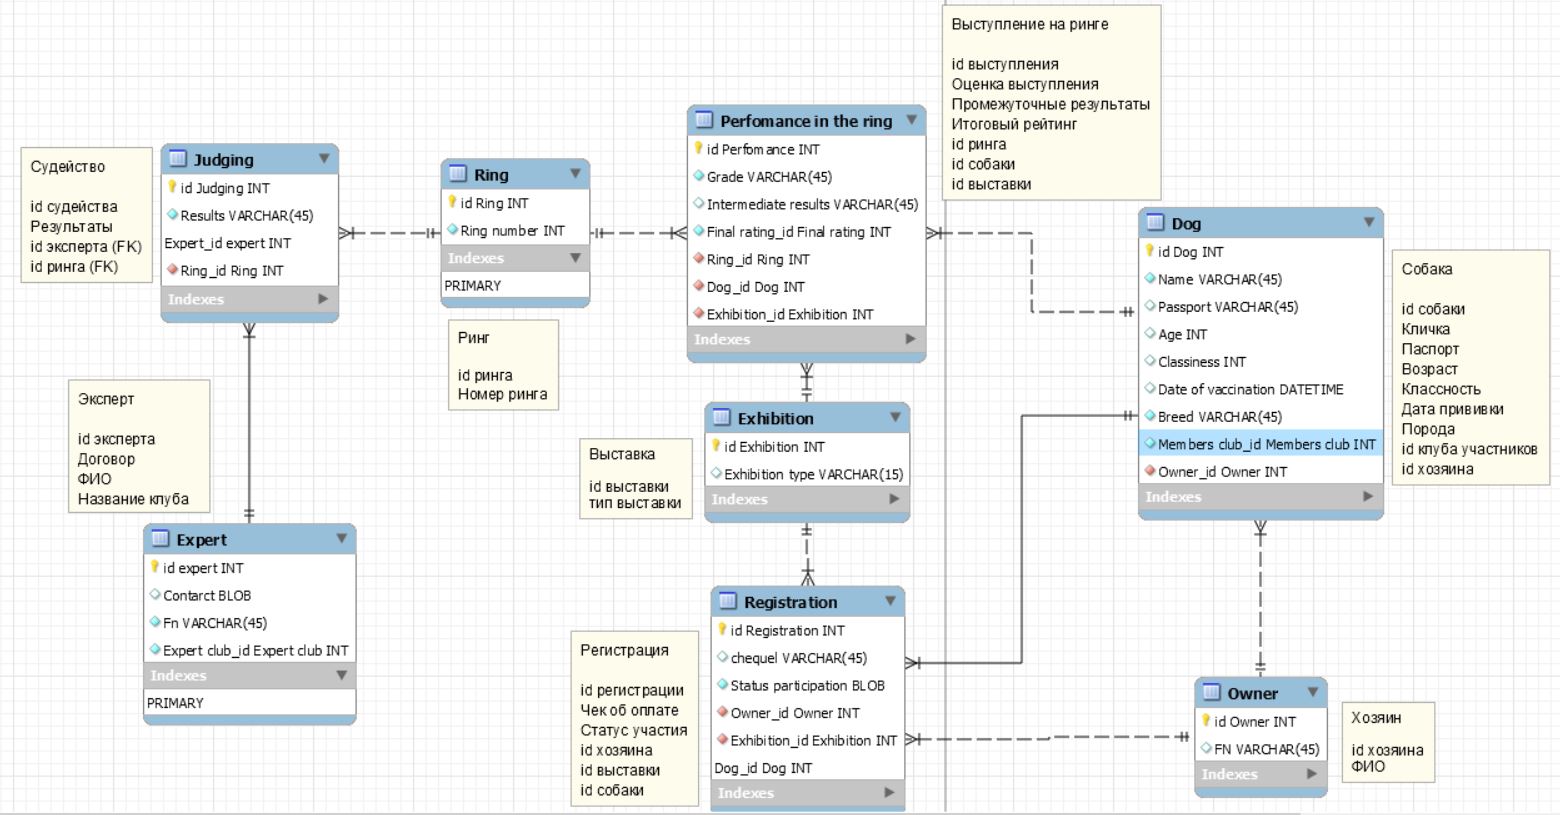 Выступление на ринге
id выступления
Оценка выступления
Промежуточные результаты
Итоговый рейтинг
id ринга
id собаки
id выставки
Судейство
id судейства
Результаты
id эксперта (FK)
id ринга (FK)
Judging
id Judging INT
Results VARCHAR(45)
Expert_id expert INT
Ring_id Ring INT
Indexes
Ring
id Ring INT
Ring number INT
Indexes
PRIMARY
Ринг
id ринга
Номер ринга
Perfomance in the ring
id Perfomance INT
Grade VARCHAR(45)
Intermediate results VARCHAR(45)
Final rating_id Final rating INT
Ring_id Ring INT
Dog_id Dog INT
Exhibition_id Exhibition INT
Indexes
Dog
id Dog INT
Name VARCHAR(45)
Passport VARCHAR(45)
Age INT
Classiness INT
Date of vaccination DATETIME
Breed VARCHAR(45)
Members club_id Members club INT
Owner_id Owner INT
Indexes
Собака
id собаки
Кличка
Паспорт
Возраст
Классность
Дата прививки
Порода
id клуба участников
id хозяина
Эксперт
id эксперта
Договор
ФИО
Название клуба
Expert
id expert INT
Contarct BLOB
Fn VARCHAR(45)
Expert club_id Expert club INT
Indexes
PRIMARY
Выставка
id выставки
тип выставки
Exhibition
id Exhibition INT
Exhibition type VARCHAR(15)
Indexes
Регистрация
id регистрации
Чек об оплате
Статус участия
id хозяина
id выставки
id собаки
Registration
id Registration INT
chequel VARCHAR(45)
Status participation BLOB
Owner_id Owner INT
Exhibition_id Exhibition INT
Dog_id Dog INT
Indexes
Owner
id Owner INT
FN VARCHAR(45)
Indexes
Хозяин
id хозяина
ФИО